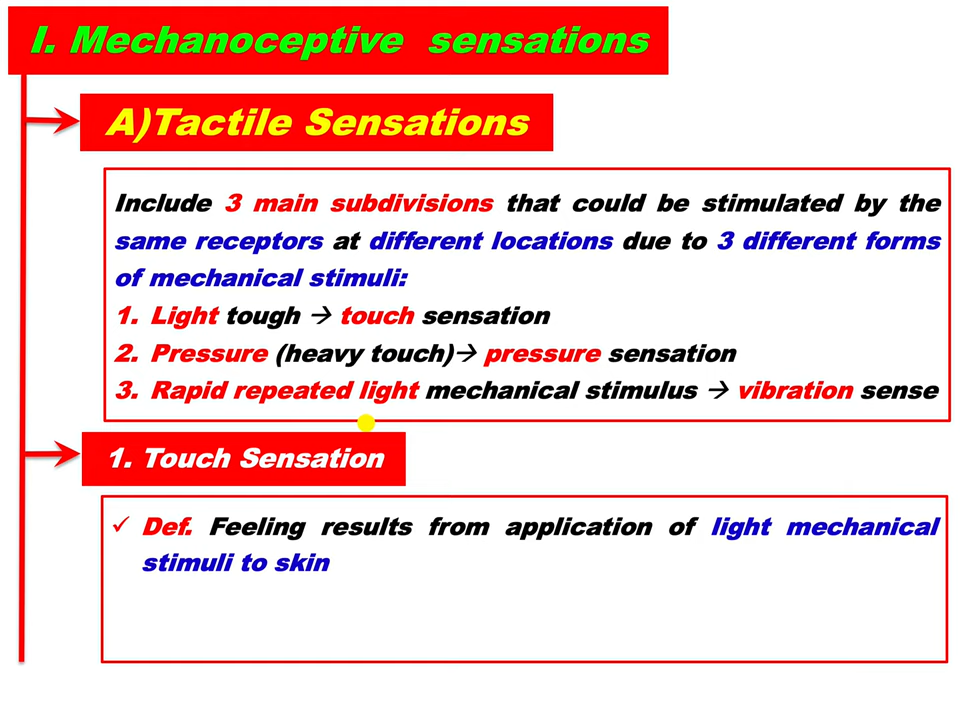 I. Mechanoceptive sensations
A)Tactile Sensations
Include 3 main subdivisions that could be stimulated by the
same receptors at different locations due to 3 different forms
of mechanical stimuli:
1. Light tough → touch sensation
2. Pressure (heavy touch)→ pressure sensation
3. Rapid repeated light mechanical stimulus → vibration sense
1. Touch Sensation
✓ Def. Feeling results from application of light mechanical
stimuli to skin